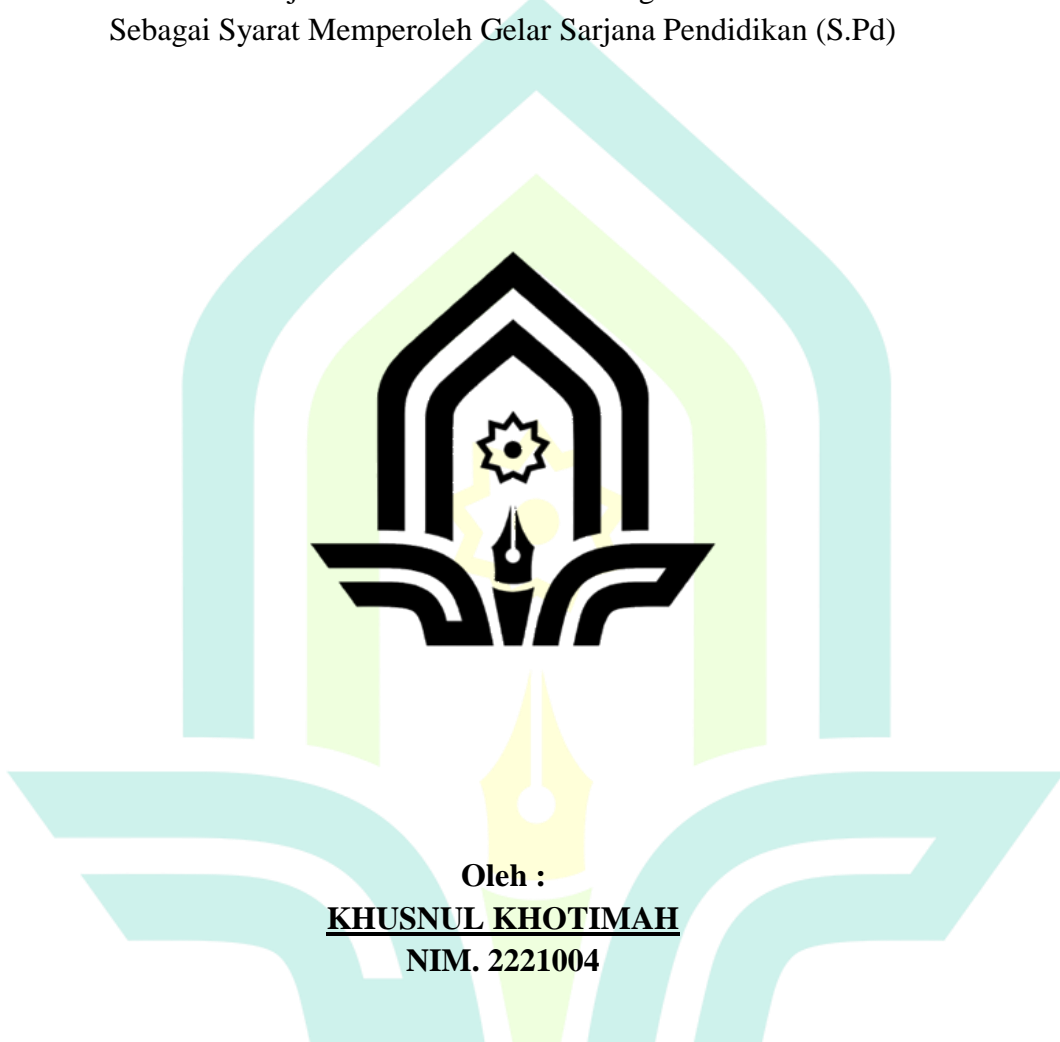 Sebagai Syarat Memperoleh Gelar Sarjana Pendidikan (S.Pd)
Oleh :
KHUSNUL KHOTIMAH
NIM. 2221004